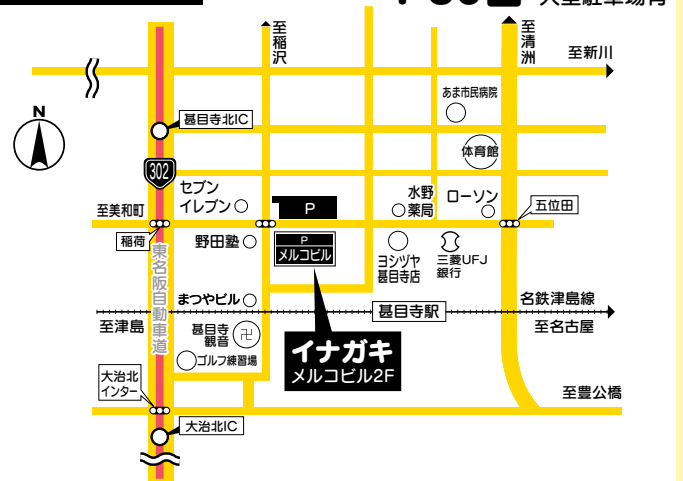 大型駐車場有
至稲沢
至清洲
至新川
あま市民病院
N
甚目寺北IC
体育館
302
セブン
イレブン
水野
薬局
ローソン
至美和町
P
五位田
稲荷
野田塾
P
メルコビル
ヨシヅヤ
甚目寺店
三菱UFJ
銀行
東名阪自動車道
まつやビル
名鉄津島線
甚目寺駅
至津島
至名古屋
甚目寺
観音
卍
イナガキ
メルコビル2F
ゴルフ練習場
大治北
インター
至豊公橋
大治北IC